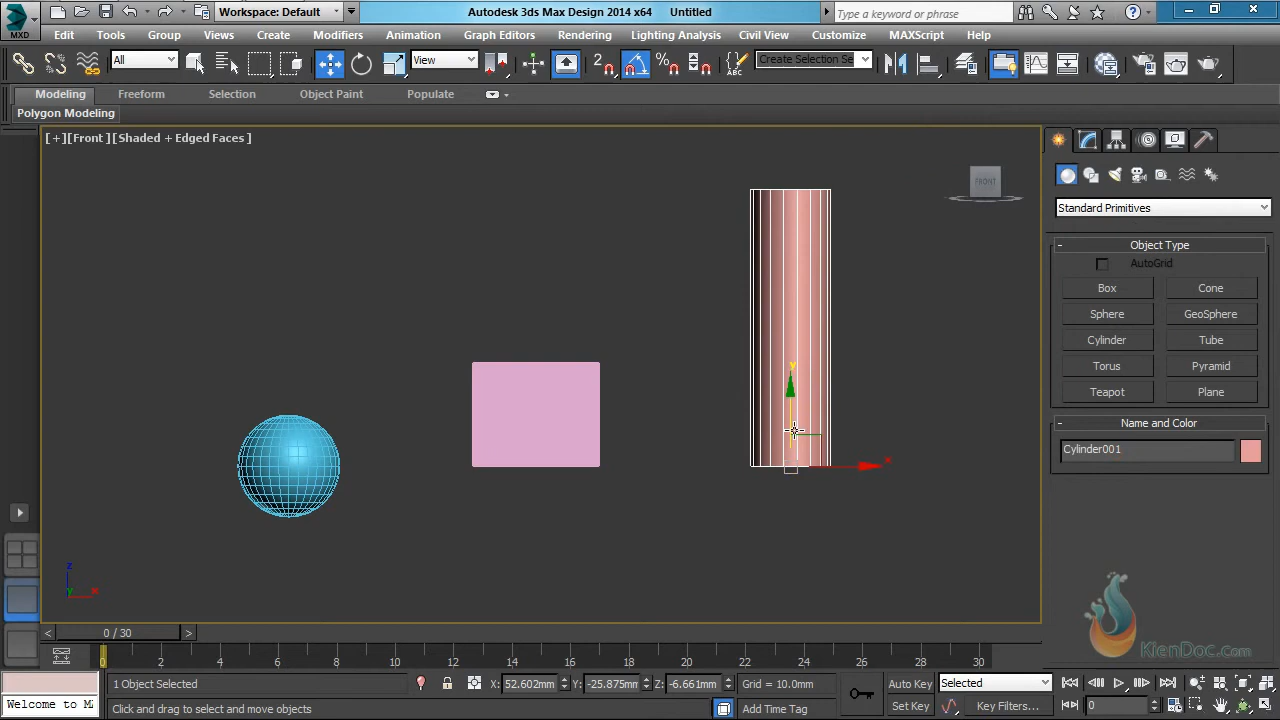 MXD Workspace: Default Autodesk 3ds Max Design 2014 x64 Untitled Type a keyword or phrase
Edit Tools Group Views Create Modifiers Animation Graph Editors Rendering Lighting Analysis Civil View Customize MAXScript Help
All View 2 Create Selection Se
Modeling Freeform Selection Object Paint Populate
Polygon Modeling
[+][Front ][Shaded + Edged Faces ]
FRONT
Standard Primitives
- Object Type
AutoGrid
Box Cone
Sphere GeoSphere
Cylinder Tube
Torus Pyramid
Teapot Plane
- Name and Color
Cylinder001
y
x
z
y x
KienDoc.com
< 0 / 30 >
0 2 4 6 8 10 12 14 16 18 20 22 24 26 28 30
1 Object Selected X: 52.602mm Y: -25.875mm Z: -6.661mm Grid = 10.0mm Auto Key Selected
Welcome to M Click and drag to select and move objects Add Time Tag Set Key Key Filters... 0